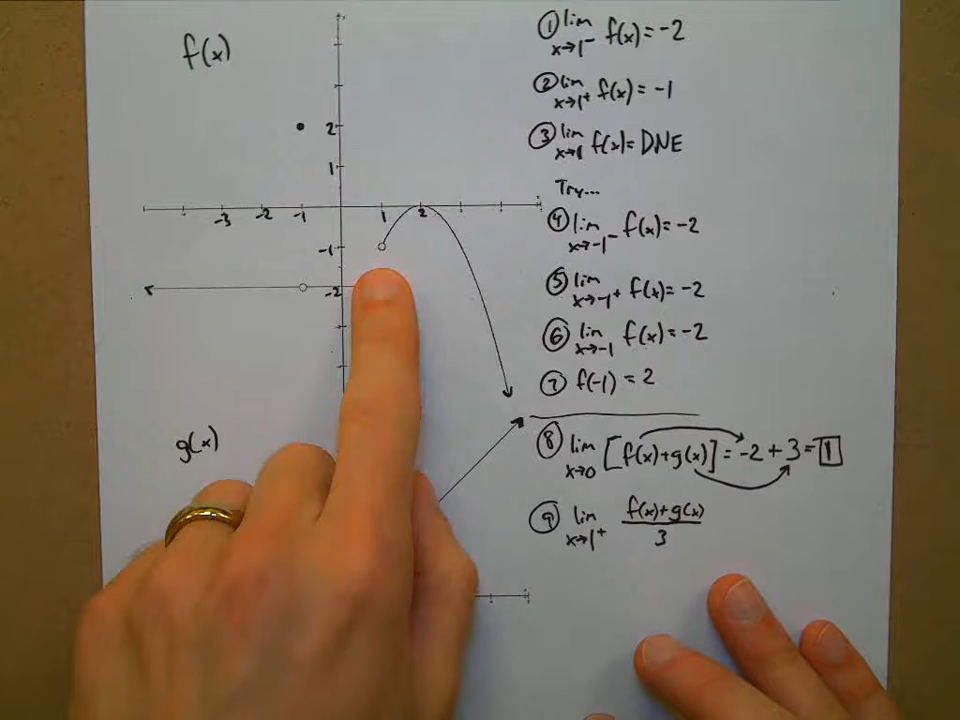 f(x)
2
1
-3 -2 -1 1 2
-1
-2
g(x)
① lim x→1⁻ f(x) = -2
② lim x→1⁺ f(x) = -1
③ lim x→1 f(x) = DNE
Try...
④ lim x→-1⁻ f(x) = -2
⑤ lim x→-1⁺ f(x) = -2
⑥ lim x→-1 f(x) = -2
⑦ f(-1) = 2
⑧ lim x→0 [f(x)+g(x)] = -2+3 = 1
⑨ lim x→1⁺ f(x)+g(x)
3